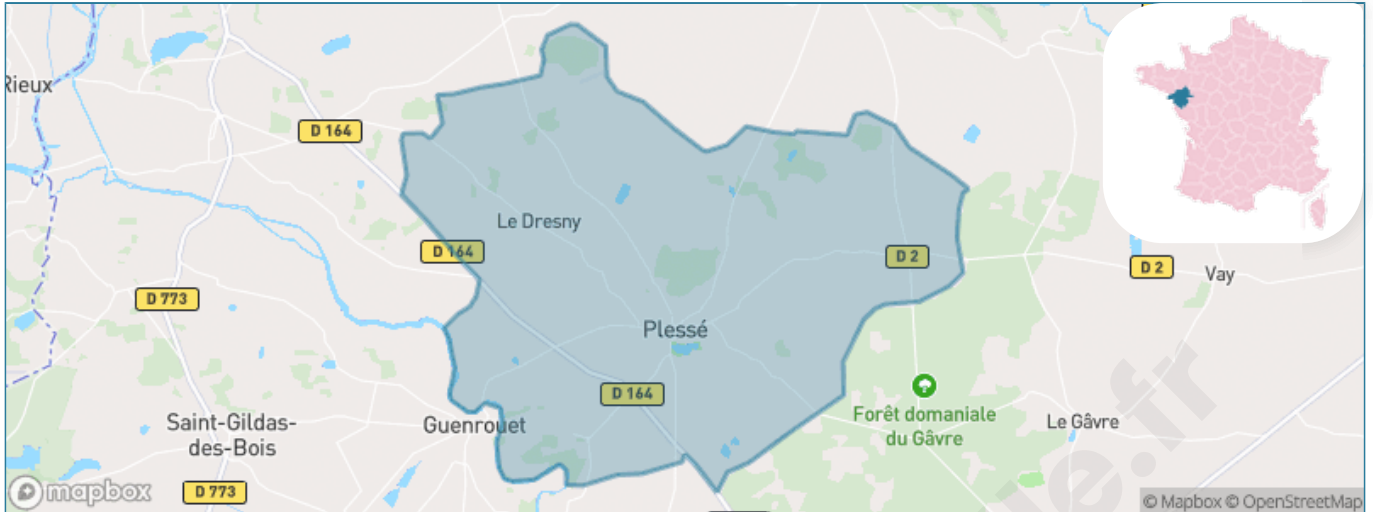 Rieux
D 164
Le Dresny
D 164
D 2
D 2
Vay
D 773
Plessé
D 164
Forêt domaniale
du Gâvre
Le Gâvre
Saint-Gildas-
des-Bois
Guenrouet
D 773
mapbox
© Mapbox © OpenStreetMap